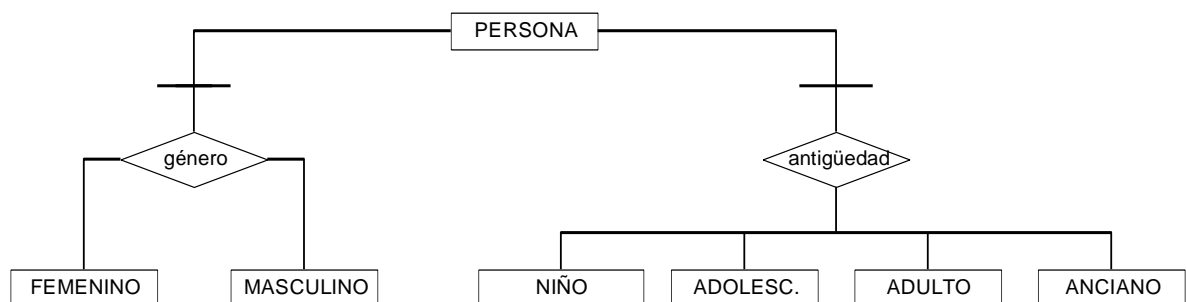 PERSONA
género
antigüedad
FEMENINO
MASCULINO
NIÑO
ADOLESC.
ADULTO
ANCIANO